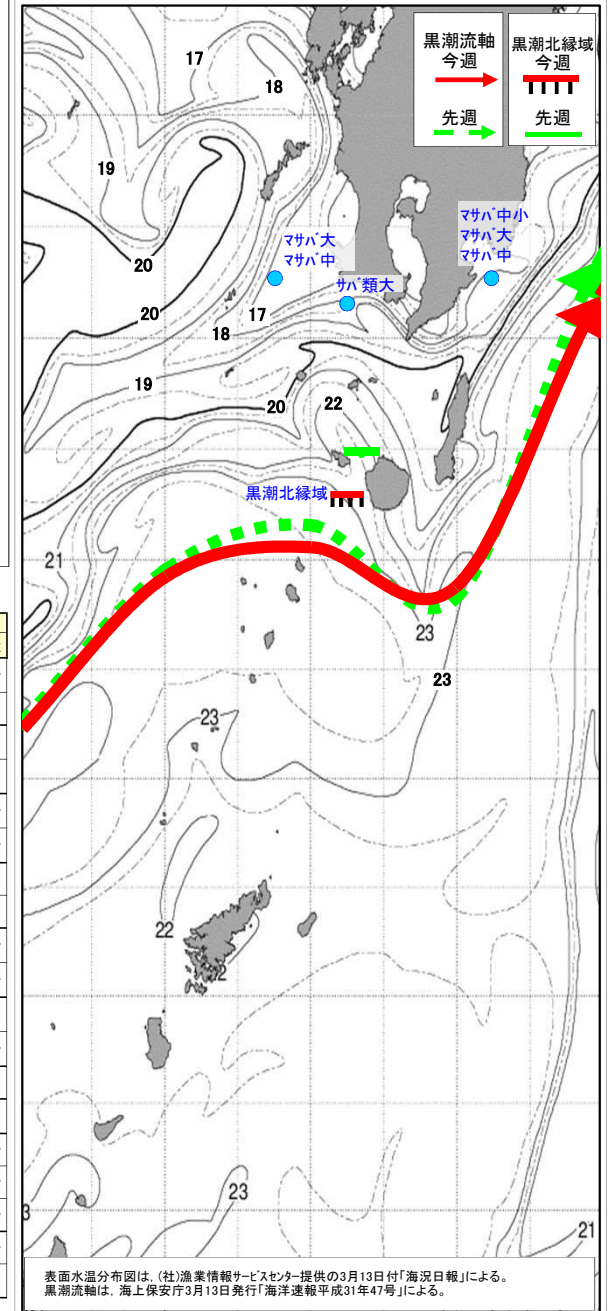 黒潮流軸
今週
先週
黒潮北縁域
今週
先週
17
18
19
20
20
マサバ大
マサバ中
マサバ中小
マサバ大
マサバ中
サバ類大
17
18
19
20
22
黒潮北縁域
21
23
23
23
22
2
23
3
21
表面水温分布図は, (社)漁業情報サービスセンター提供の3月13日付「海況日報」による。
黒潮流軸は, 海上保安庁3月13日発行「海洋速報平成31年47号」による。